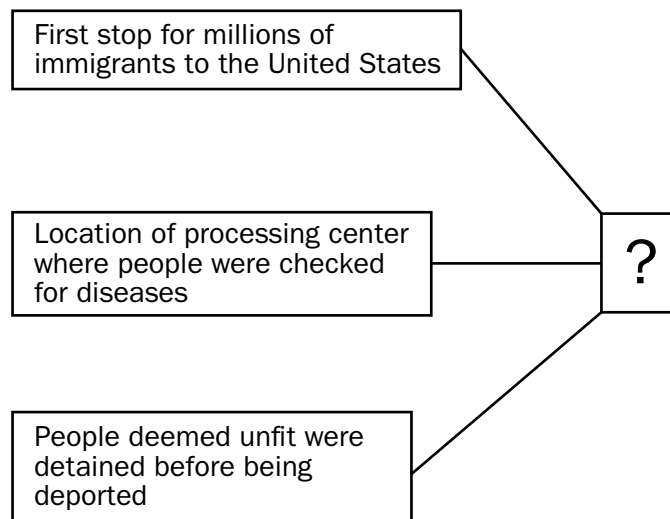 First stop for millions of
immigrants to the United States
Location of processing center
where people were checked
for diseases
?
People deemed unfit were
detained before being
deported